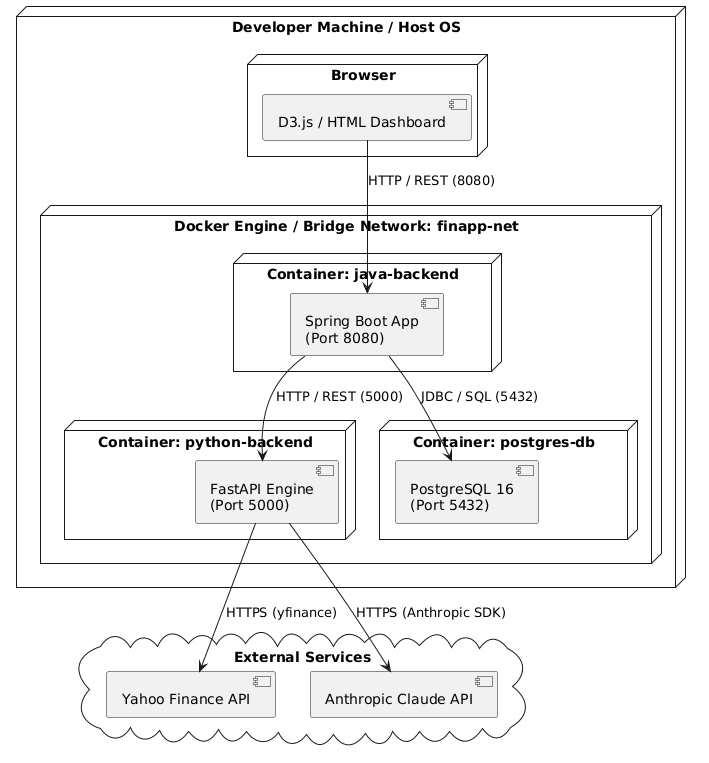 Developer Machine / Host OS
Browser
D3.js / HTML Dashboard
HTTP / REST (8080)
Docker Engine / Bridge Network: finapp-net
Container: java-backend
Spring Boot App
(Port 8080)
HTTP / REST (5000)
JDBC / SQL (5432)
Container: python-backend
Container: postgres-db
FastAPI Engine
(Port 5000)
PostgreSQL 16
(Port 5432)
HTTPS (yfinance)
HTTPS (Anthropic SDK)
External Services
Yahoo Finance API
Anthropic Claude API